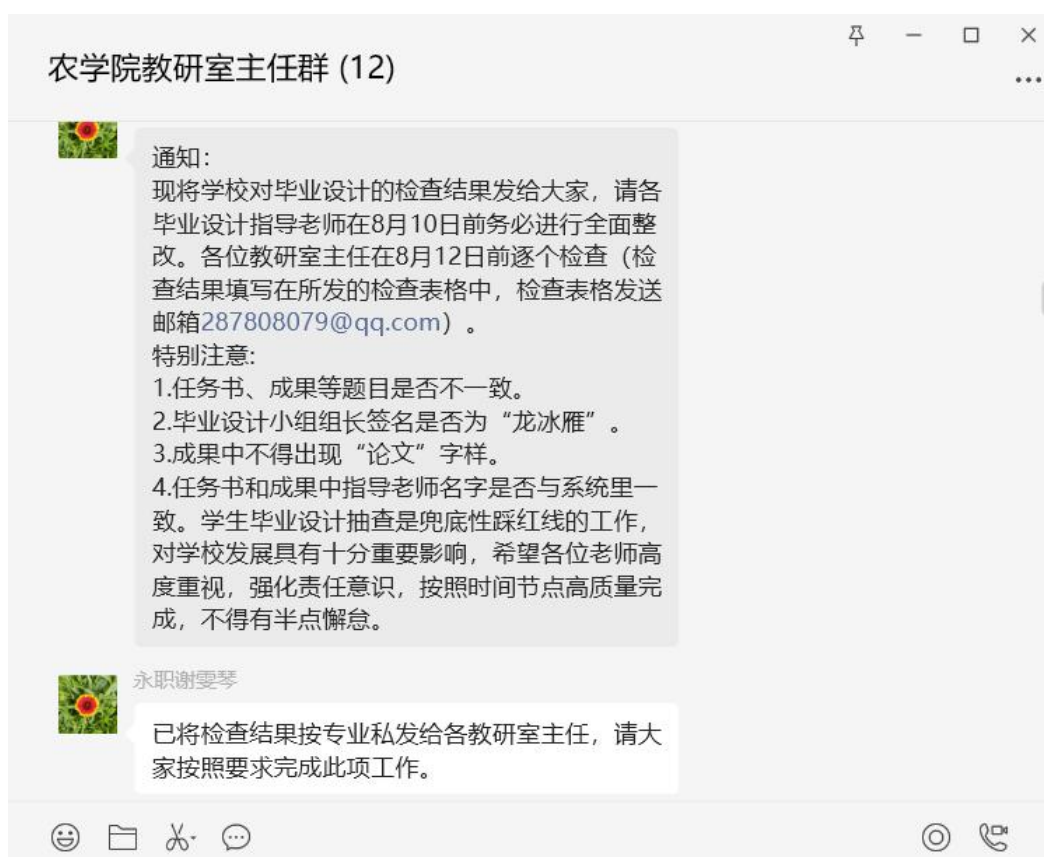 农学院教研室主任群 (12)
通知：
现将学校对毕业设计的检查结果发给大家，请各
毕业设计指导老师在8月10日前务必进行全面整
改。各位教研室主任在8月12日前逐个检查（检
查结果填写在所发的检查表格中，检查表格发送
邮箱287808079@qq.com）。
特别注意:
1.任务书、成果等题目是否不一致。
2.毕业设计小组组长签名是否为“龙冰雁”。
3.成果中不得出现“论文”字样。
4.任务书和成果中指导老师名字是否与系统里一
致。学生毕业设计抽查是兜底性踩红线的工作，
对学校发展具有十分重要影响，希望各位老师高
度重视，强化责任意识，按照时间节点高质量完
成，不得有半点懈怠。
永职谢雯琴
已将检查结果按专业私发给各教研室主任，请大
家按照要求完成此项工作。